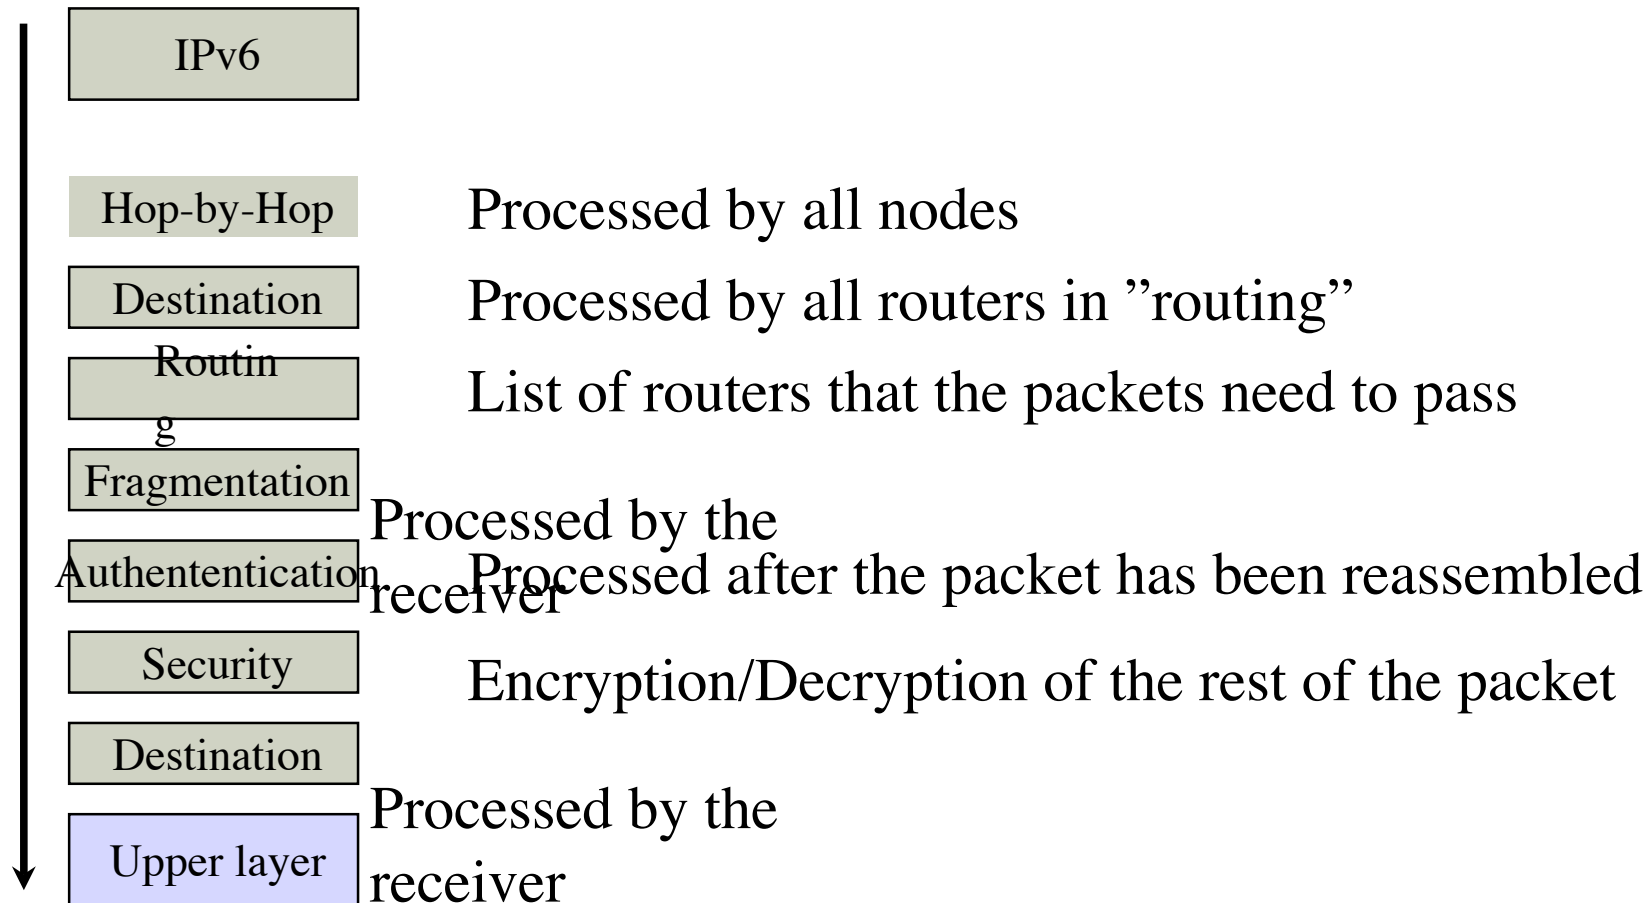 IPv6
Hop-by-Hop
Processed by all nodes
Destination
Processed by all routers in ”routing”
Routin
g
List of routers that the packets need to pass
Fragmentation
Processed by the
receiver
Authententication
Processed after the packet has been reassembled
Security
Encryption/Decryption of the rest of the packet
Destination
Processed by the
receiver
Upper layer